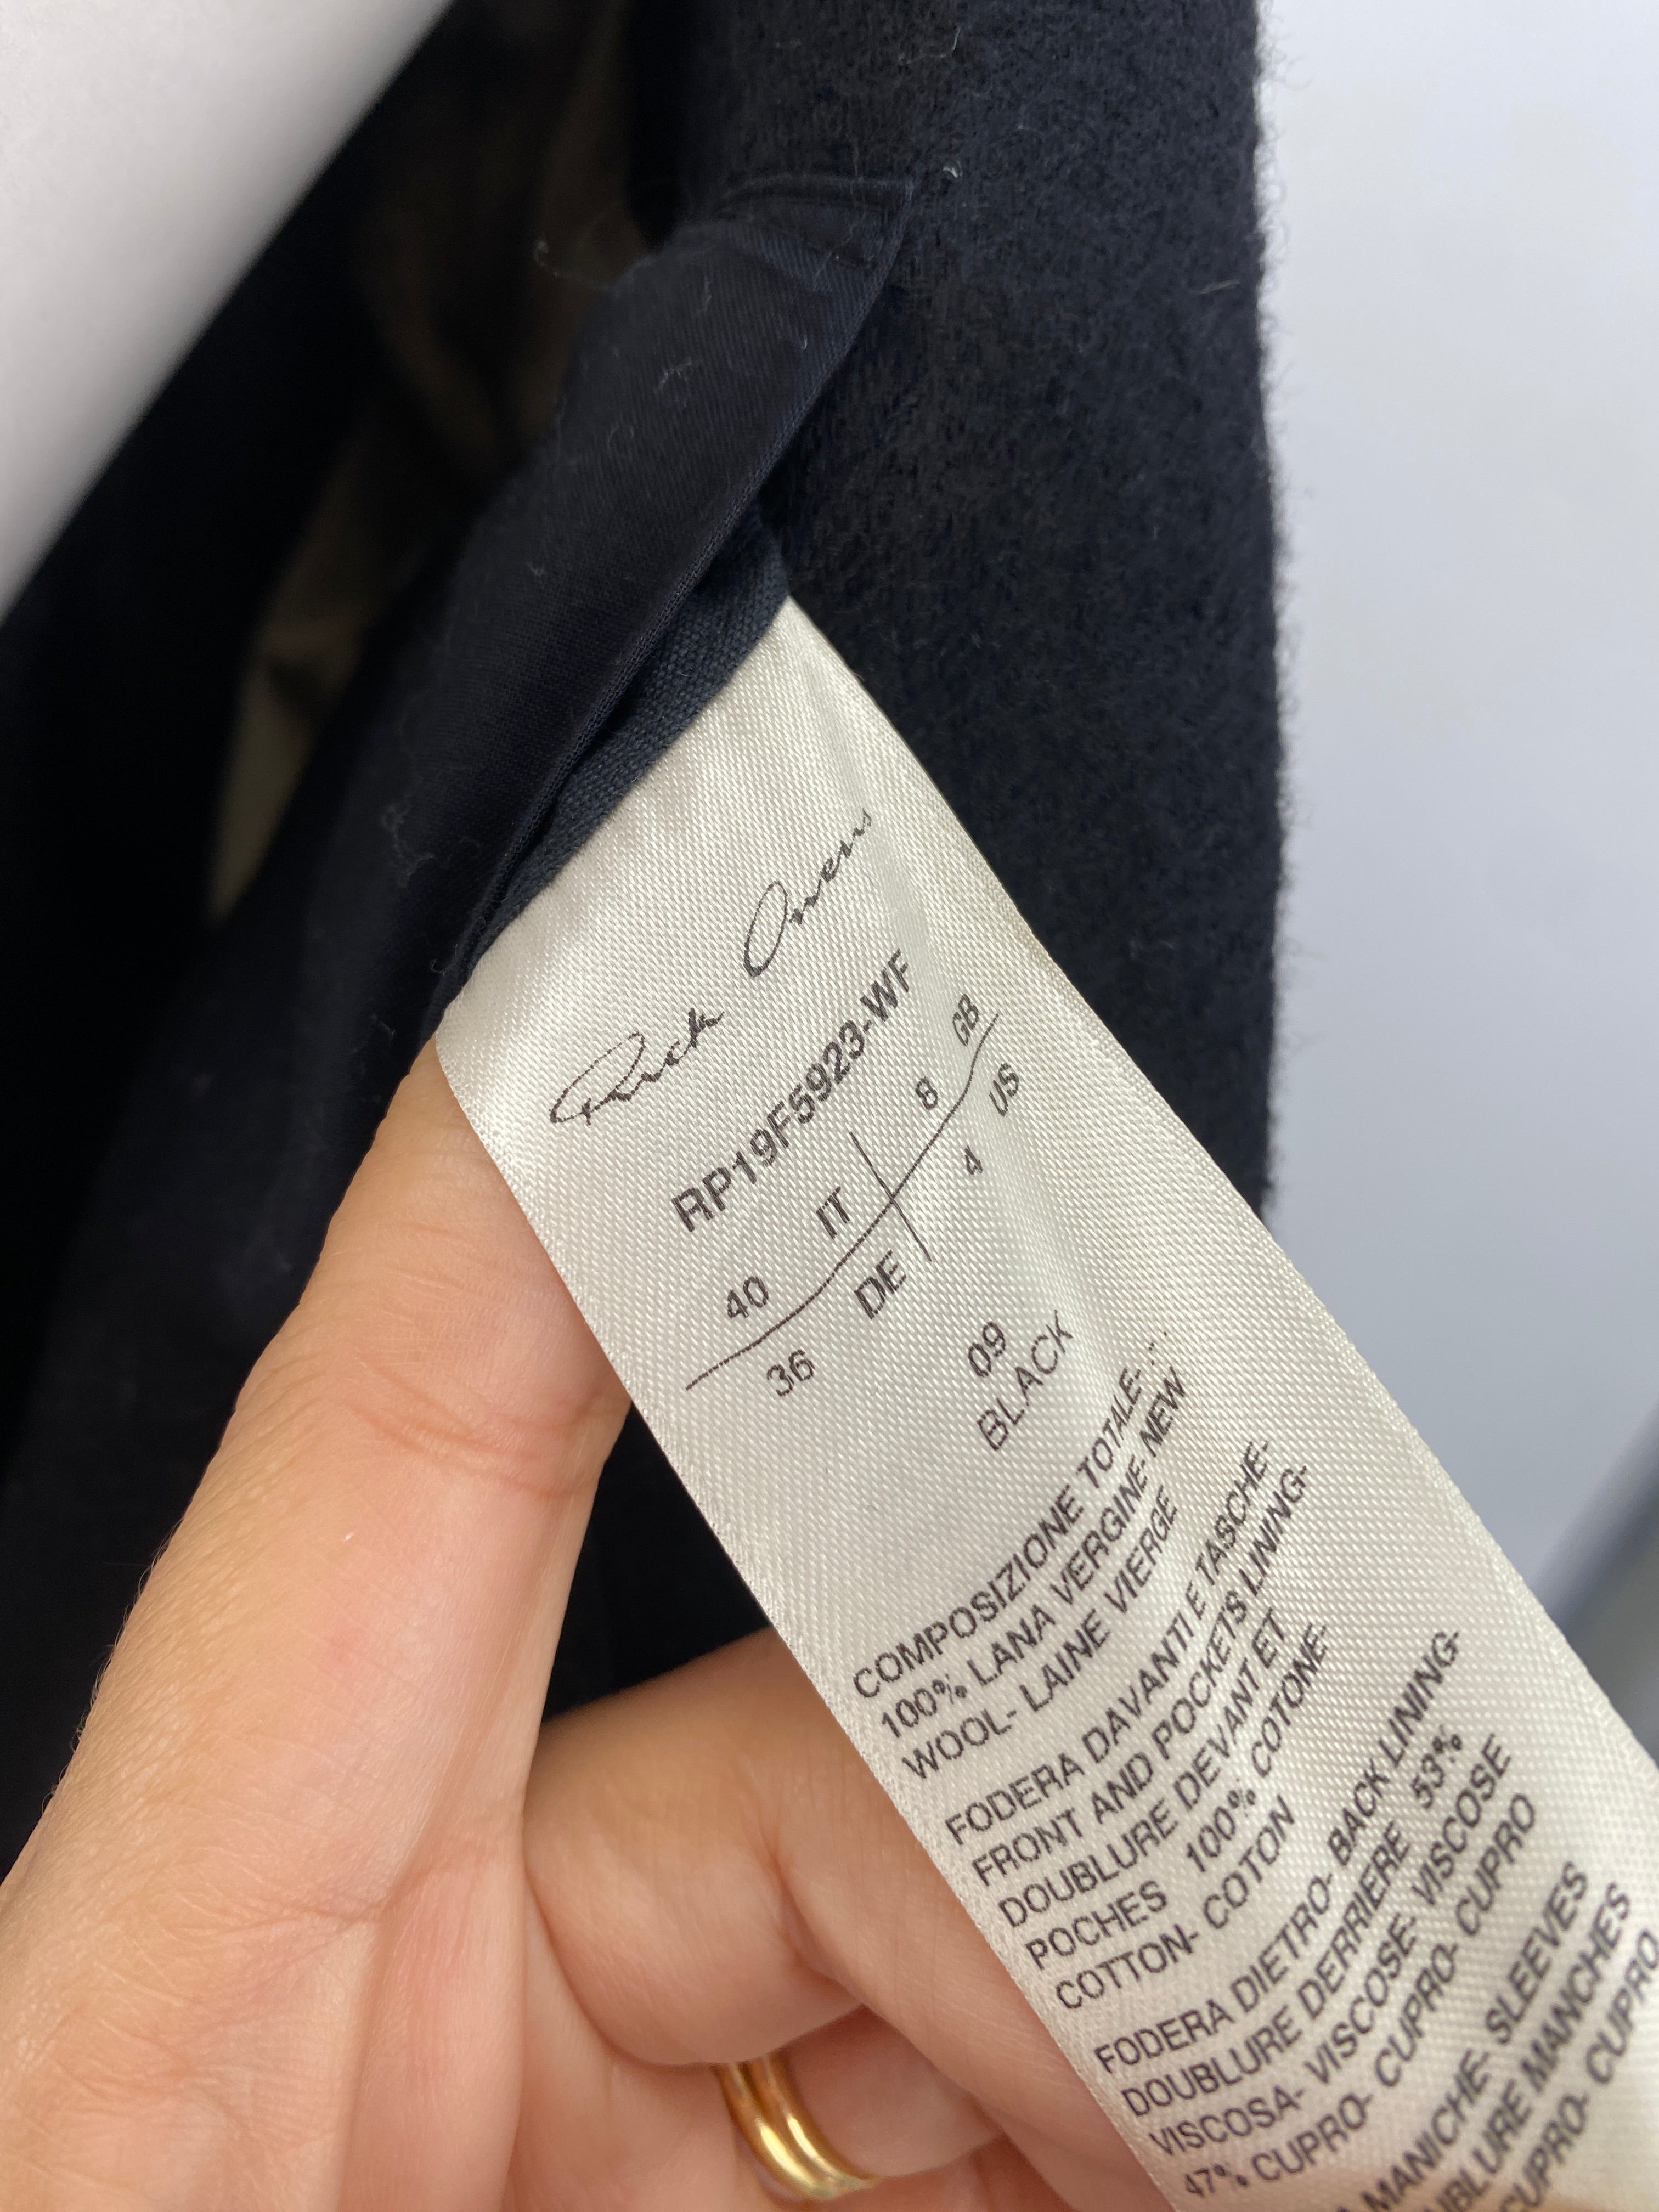 Rick Owens
RP19F5923-WF
40 IT 8 GB
36 DE 4 US
09
BLACK
COMPOSIZIONE TOTALE-
100% LANA VERGINE-NEW
WOOL- LAINE VIERGE
FODERA DAVANTI E TASCHE-
FRONT AND POCKETS LINING-
DOUBLURE DEVANT ET
POCHES 100% COTONE-
COTTON- COTON
FODERA DIETRO- BACK LINING-
DOUBLURE DERRIERE 53%
VISCOSA- VISCOSE- VISCOSE
47% CUPRO- CUPRO- CUPRO
MANICHE- SLEEVES
MANCHES
CUPRO